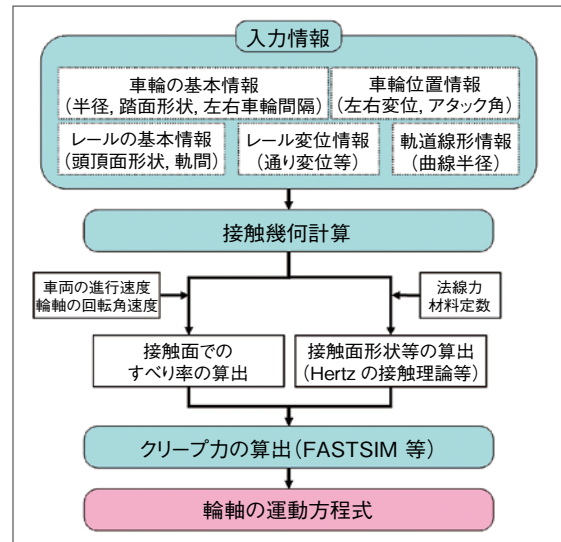 入力情報
車輪の基本情報
(半径, 踏面形状, 左右車輪間隔)
車輪位置情報
(左右変位, アタック角)
レールの基本情報
(頭頂面形状, 軌間)
レール変位情報
(通り変位等)
軌道線形情報
(曲線半径)
接触幾何計算
車両の進行速度
輪軸の回転角速度
法線力
材料定数
接触面での
すべり率の算出
接触面形状等の算出
(Hertz の接触理論等)
クリープ力の算出(FASTSIM 等)
輪軸の運動方程式